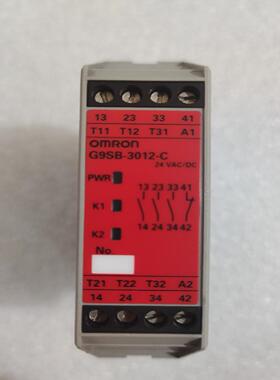 13 23 33 41
T11 T12 T31 A1
OMRON
G9SB-3012-C
24 VAC/DC
PWR
13 23 33 41
K1
14 24 34 42
K2
No.
T21 T22 T32 A2
14 24 34 42